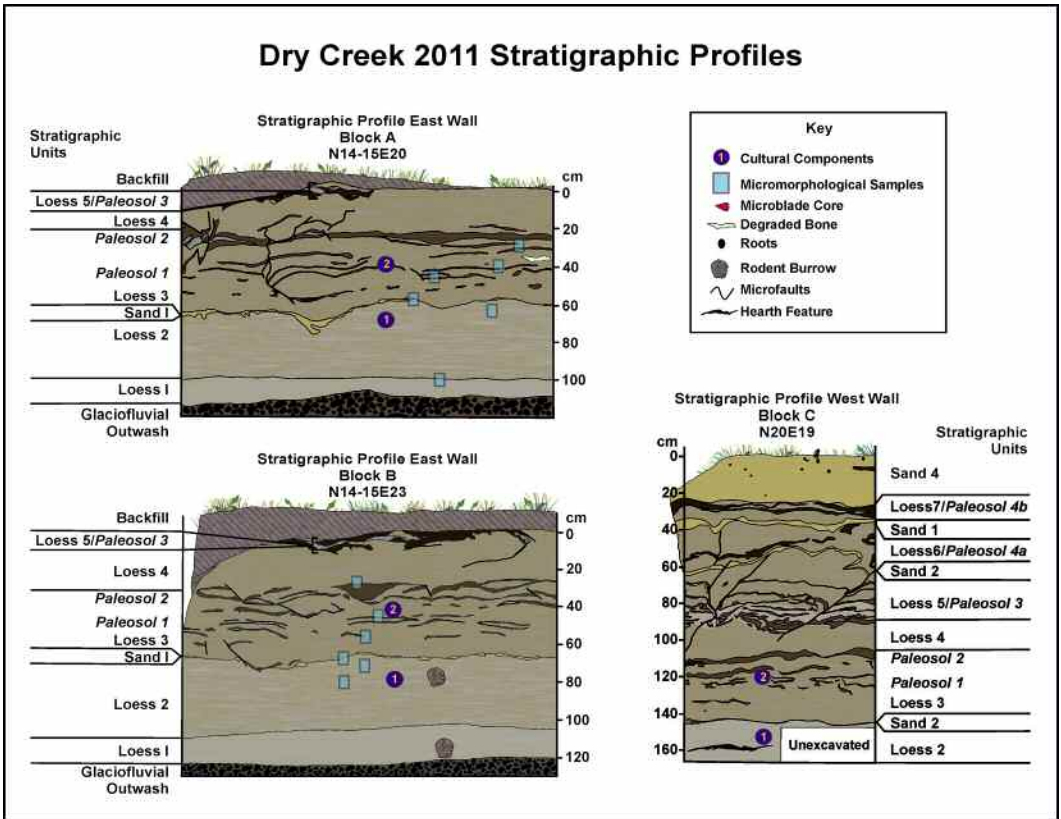 Dry Creek 2011 Stratigraphic Profiles
Stratigraphic Profile East Wall
Block A
N14-15E20
Stratigraphic
Units
Backfill
Loess 5/Paleosol 3
Loess 4
Paleosol 2
Paleosol 1
Loess 3
Sand I
Loess 2
Loess I
Glaciofluvial
Outwash
cm
0
20
40
60
80
100
2
1
Key
1 Cultural Components
Micromorphological Samples
Microblade Core
Degraded Bone
Roots
Rodent Burrow
Microfaults
Hearth Feature
Stratigraphic Profile East Wall
Block B
N14-15E23
Backfill
Loess 5/Paleosol 3
Loess 4
Paleosol 2
Paleosol 1
Loess 3
Sand I
Loess 2
Loess I
Glaciofluvial
Outwash
cm
0
20
40
60
80
100
120
2
1
Stratigraphic Profile West Wall
Block C
N20E19
cm
0
20
40
60
80
100
120
140
160
2
1
Unexcavated
Stratigraphic
Units
Sand 4
Loess7/Paleosol 4b
Sand 1
Loess6/Paleosol 4a
Sand 2
Loess 5/Paleosol 3
Loess 4
Paleosol 2
Paleosol 1
Loess 3
Sand 2
Loess 2